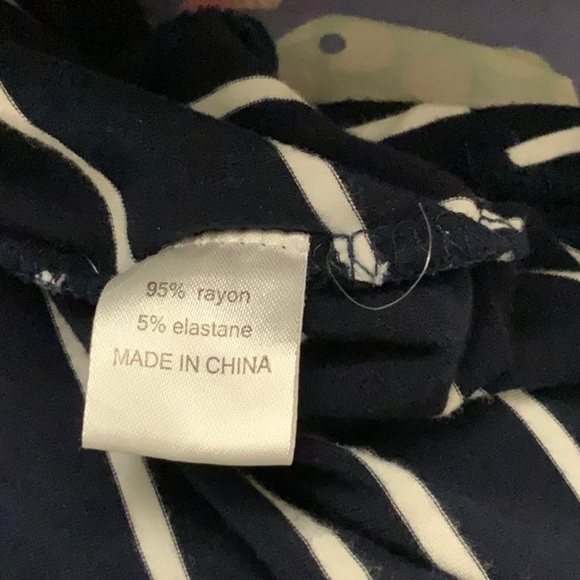 95% rayon
5% elastane
MADE IN CHINA